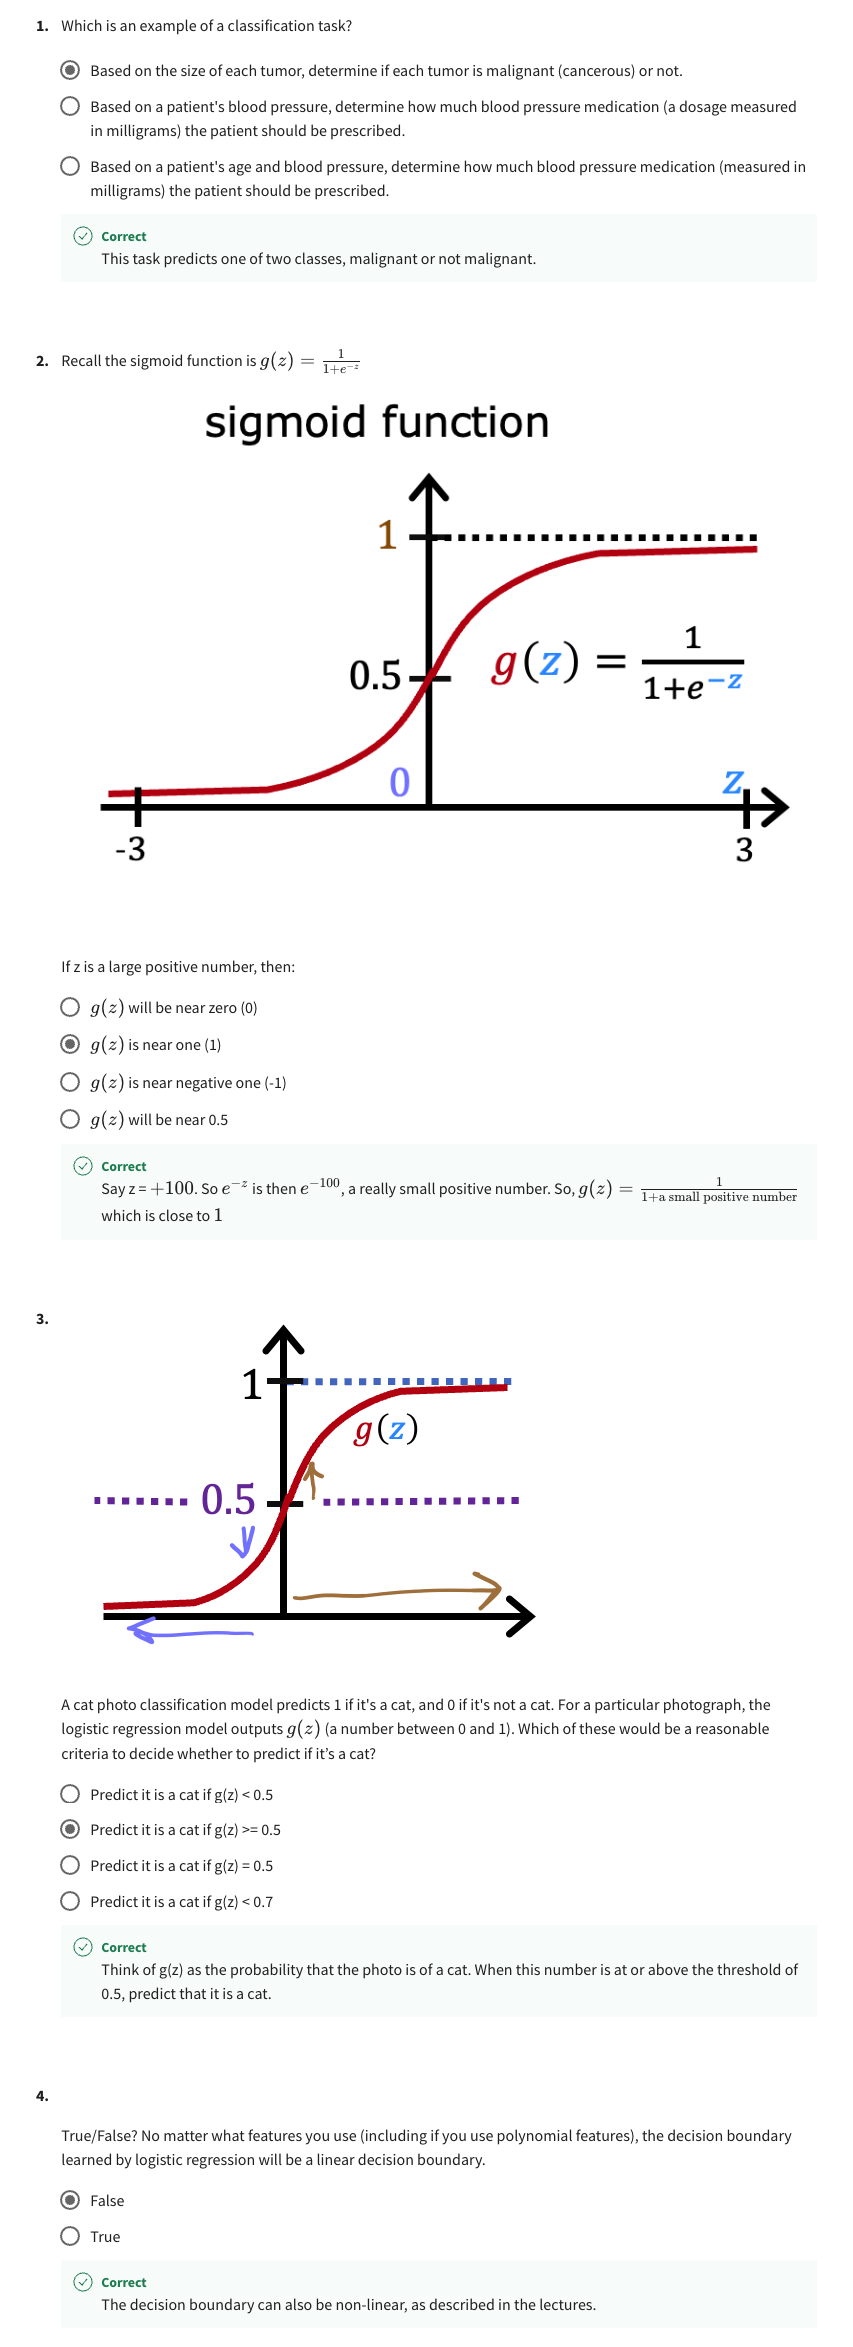 1. Which is an example of a classification task?
Based on the size of each tumor, determine if each tumor is malignant (cancerous) or not.
Based on a patient's blood pressure, determine how much blood pressure medication (a dosage measured
in milligrams) the patient should be prescribed.
Based on a patient's age and blood pressure, determine how much blood pressure medication (measured in
milligrams) the patient should be prescribed.
Correct
This task predicts one of two classes, malignant or not malignant.
2. Recall the sigmoid function is g(z) = 1/(1+e^{-z})
sigmoid function
1
0.5
g(z) = 1/(1+e^{-z})
0
z
-3
3
If z is a large positive number, then:
g(z) will be near zero (0)
g(z) is near one (1)
g(z) is near negative one (-1)
g(z) will be near 0.5
Correct
Say z = +100. So e^{-z} is then e^{-100}, a really small positive number. So, g(z) = 1/(1+a small positive number)
which is close to 1
3.
1
g(z)
0.5
A cat photo classification model predicts 1 if it's a cat, and 0 if it's not a cat. For a particular photograph, the
logistic regression model outputs g(z) (a number between 0 and 1). Which of these would be a reasonable
criteria to decide whether to predict if it’s a cat?
Predict it is a cat if g(z) < 0.5
Predict it is a cat if g(z) >= 0.5
Predict it is a cat if g(z) = 0.5
Predict it is a cat if g(z) < 0.7
Correct
Think of g(z) as the probability that the photo is of a cat. When this number is at or above the threshold of
0.5, predict that it is a cat.
4.
True/False? No matter what features you use (including if you use polynomial features), the decision boundary
learned by logistic regression will be a linear decision boundary.
False
True
Correct
The decision boundary can also be non-linear, as described in the lectures.